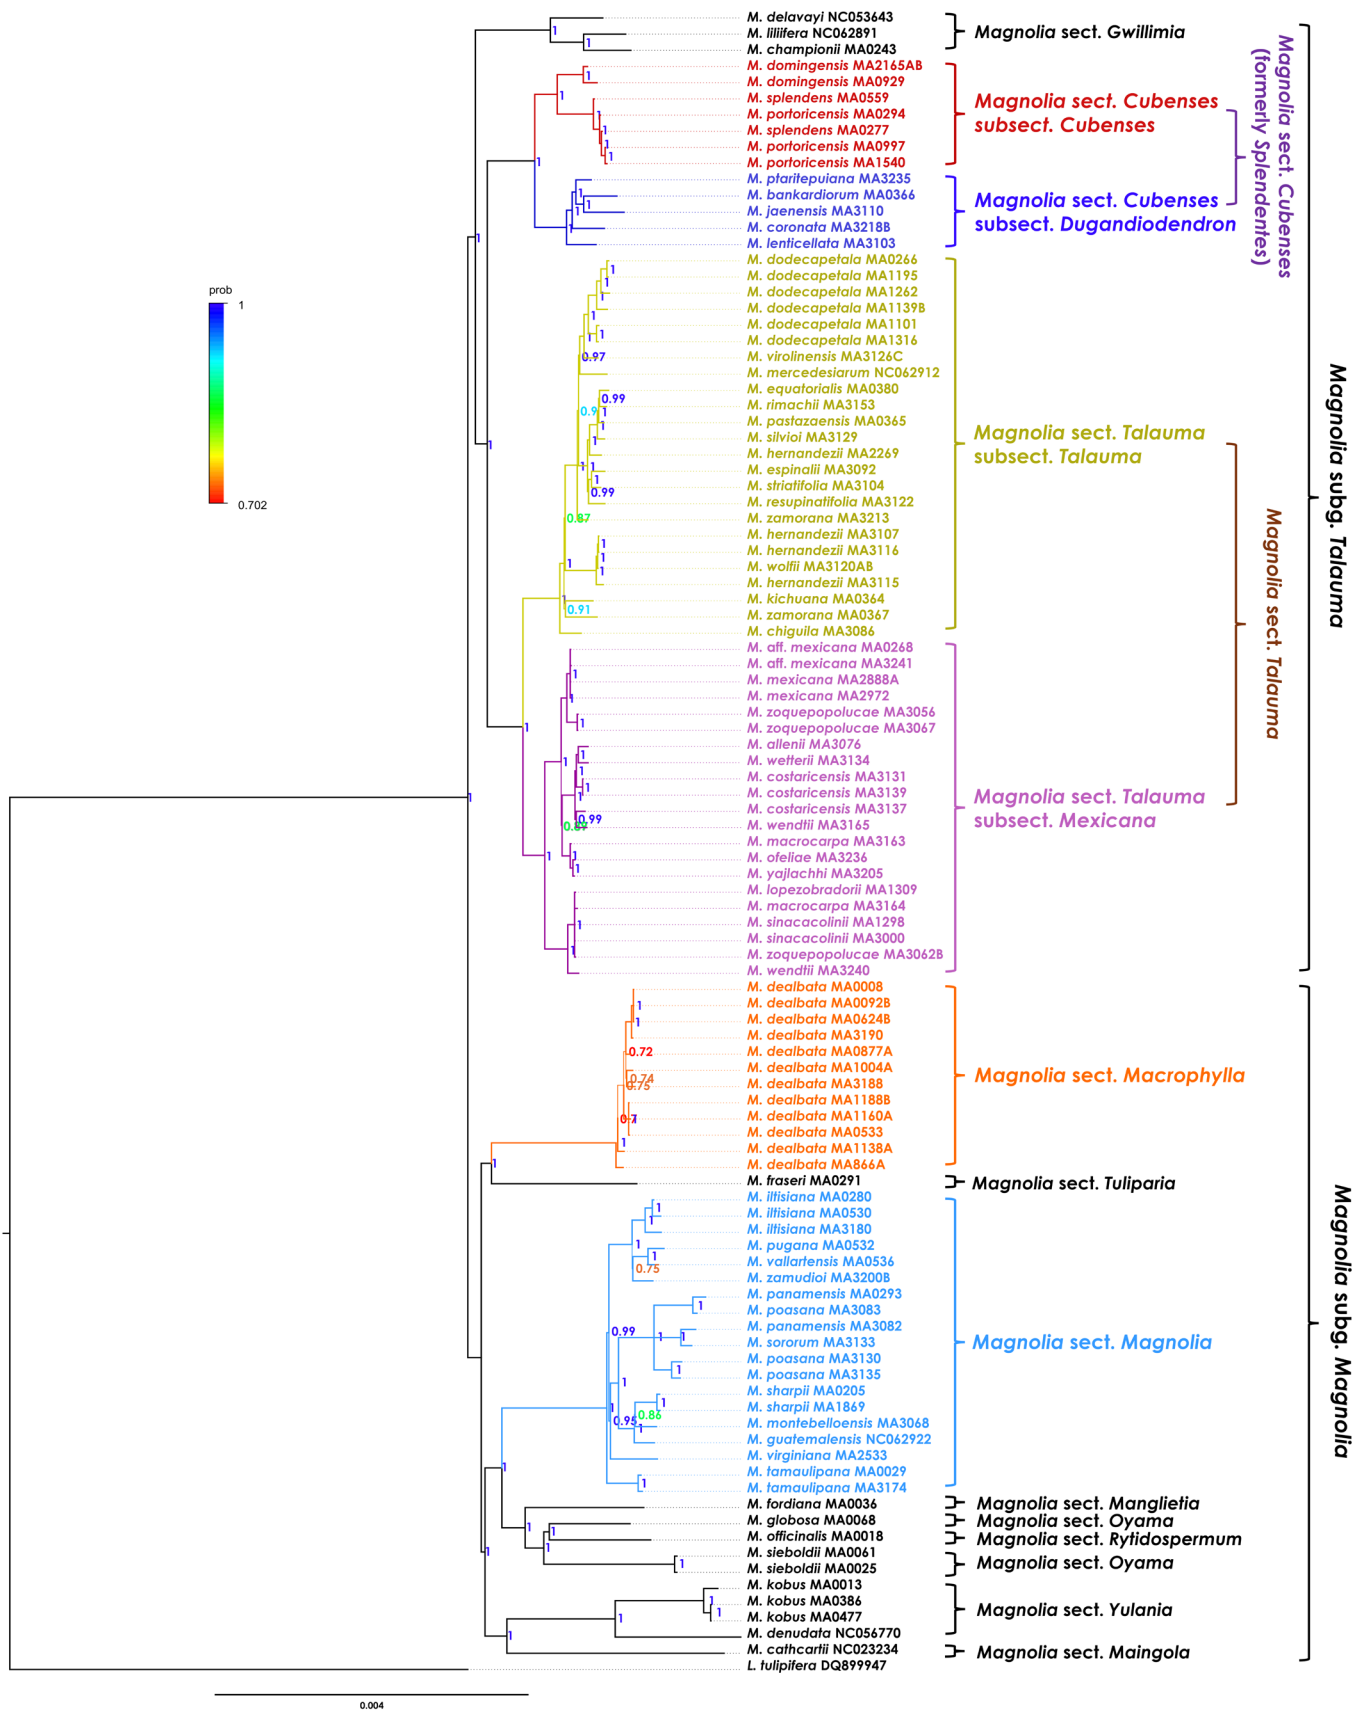 M. delavayi NC053643
M. liliifera NC062891
M. championii MA0243
M. domingensis MA2165AB
M. domingensis MA0929
M. splendens MA0559
M. portoricensis MA0294
M. splendens MA0277
M. portoricensis MA0997
M. portoricensis MA1540
M. ptaritepuiana MA3235
M. bankardiorum MA0366
M. jaenensis MA3110
M. coronata MA3218B
M. lenticellata MA3103
M. dodecapetala MA0266
M. dodecapetala MA1195
M. dodecapetala MA1262
M. dodecapetala MA1139B
M. dodecapetala MA1101
M. dodecapetala MA1316
M. virolinensis MA3126C
M. mercedesiarum NC062912
M. equatorialis MA0380
M. rimachii MA3153
M. pastazaensis MA0365
M. silvioi MA3129
M. hernandezii MA2269
M. espinalii MA3092
M. striatifolia MA3104
M. resupinatifolia MA3122
M. zamorana MA3213
M. hernandezii MA3107
M. hernandezii MA3116
M. wolfii MA3120AB
M. hernandezii MA3115
M. kichuana MA0364
M. zamorana MA0367
M. chiguila MA3086
M. aff. mexicana MA0268
M. aff. mexicana MA3241
M. mexicana MA2888A
M. mexicana MA2972
M. zoquepopolucae MA3056
M. zoquepopolucae MA3067
M. allenii MA3076
M. wetterii MA3134
M. costaricensis MA3131
M. costaricensis MA3139
M. costaricensis MA3137
M. wendtii MA3165
M. macrocarpa MA3163
M. ofeliae MA3236
M. yajlachhi MA3205
M. lopezobradorii MA1309
M. macrocarpa MA3164
M. sinacacolinii MA1298
M. sinacacolinii MA3000
M. zoquepopolucae MA3062B
M. wendtii MA3240
M. dealbata MA0008
M. dealbata MA0092B
M. dealbata MA0624B
M. dealbata MA3190
M. dealbata MA0877A
M. dealbata MA1004A
M. dealbata MA3188
M. dealbata MA1188B
M. dealbata MA1160A
M. dealbata MA0533
M. dealbata MA1138A
M. dealbata MA866A
M. fraseri MA0291
M. iltisiana MA0280
M. iltisiana MA0530
M. iltisiana MA3180
M. pugana MA0532
M. vallartensis MA0536
M. zamudioi MA3200B
M. panamensis MA0293
M. poasana MA3083
M. panamensis MA3082
M. sororum MA3133
M. poasana MA3130
M. poasana MA3135
M. sharpii MA0205
M. sharpii MA1869
M. montebelloensis MA3068
M. guatemalensis NC062922
M. virginiana MA2533
M. tamaulipana MA0029
M. tamaulipana MA3174
M. fordiana MA0036
M. globosa MA0068
M. officinalis MA0018
M. sieboldii MA0061
M. sieboldii MA0025
M. kobus MA0013
M. kobus MA0386
M. kobus MA0477
M. denudata NC056770
M. cathcartii NC023234
L. tulipifera DQ899947
Magnolia sect. Gwillimia
Magnolia sect. Cubenses
subsect. Cubenses
Magnolia sect. Cubenses
subsect. Dugandiodendron
Magnolia sect. Talauma
subsect. Talauma
Magnolia sect. Talauma
subsect. Mexicana
Magnolia sect. Macrophylla
Magnolia sect. Tuliparia
Magnolia sect. Magnolia
Magnolia sect. Manglietia
Magnolia sect. Oyama
Magnolia sect. Rytidospermum
Magnolia sect. Oyama
Magnolia sect. Yulania
Magnolia sect. Maingola
Magnolia sect. Cubenses
(formerly Splendentes)
Magnolia sect. Talauma
Magnolia subg. Talauma
Magnolia subg. Magnolia
prob
1
0.702
0.97
0.99
0.9
0.99
0.87
0.91
0.99
0.72
0.74
0.75
0.75
0.99
0.86
0.95
0.004